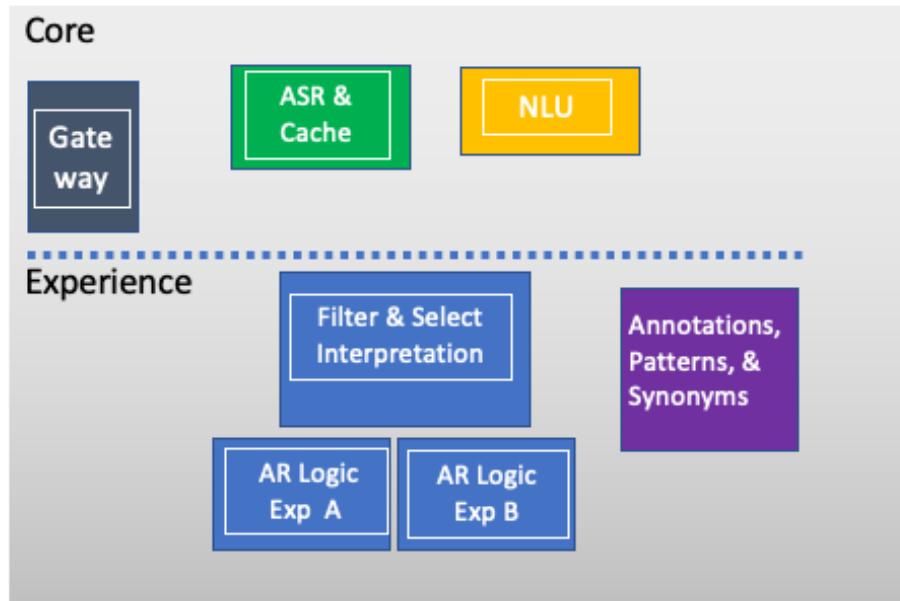 Core
Gate
way
ASR &
Cache
NLU
Experience
Filter & Select
Interpretation
Annotations,
Patterns, &
Synonyms
AR Logic
Exp A
AR Logic
Exp B